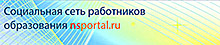 Социальная сеть работников
образования nsportal.ru